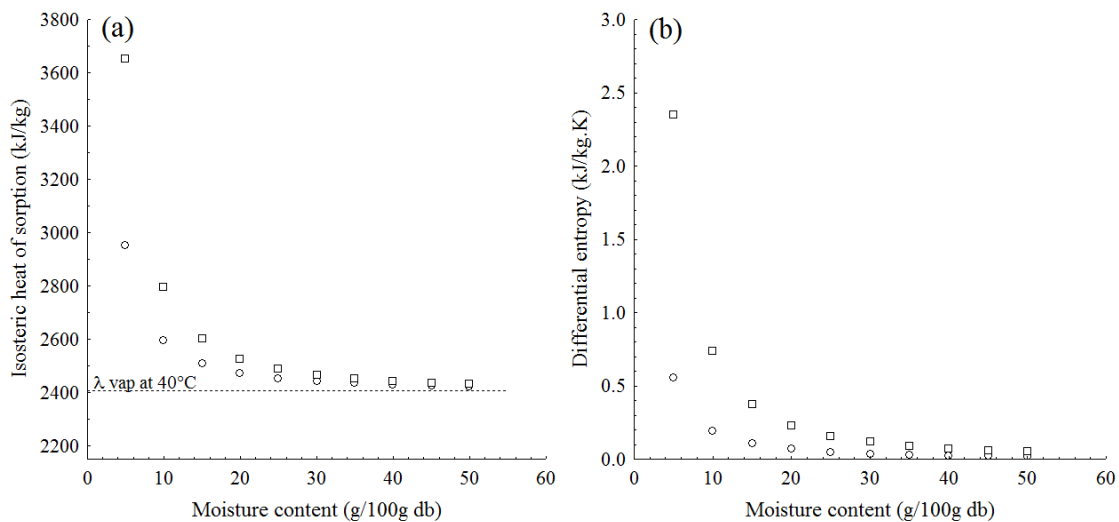 (a)
Isosteric heat of sorption (kJ/kg)
3800
3600
3400
3200
3000
2800
2600
2400
2200
λ vap at 40°C
0 10 20 30 40 50 60
Moisture content (g/100g db)
(b)
Differential entropy (kJ/kg.K)
3.0
2.5
2.0
1.5
1.0
0.5
0.0
0 10 20 30 40 50 60
Moisture content (g/100g db)